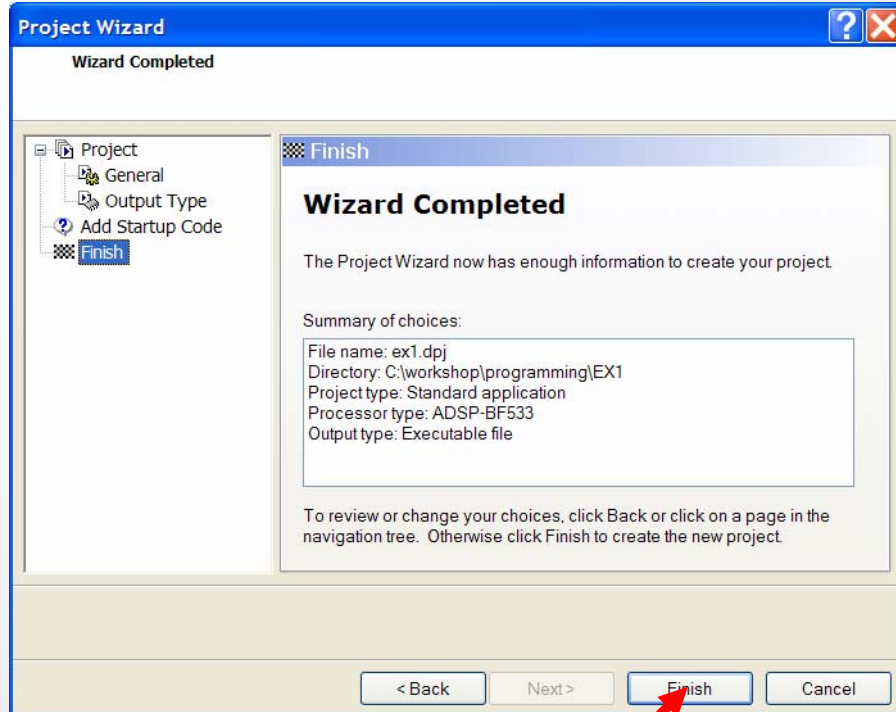 Project Wizard
Wizard Completed
Project
General
Output Type
Add Startup Code
Finish
Finish
Wizard Completed
The Project Wizard now has enough information to create your project.
Summary of choices:
File name: ex1.dpj
Directory: C:\workshop\programming\EX1
Project type: Standard application
Processor type: ADSP-BF533
Output type: Executable file
To review or change your choices, click Back or click on a page in the
navigation tree. Otherwise click Finish to create the new project.
< Back
Next >
Finish
Cancel